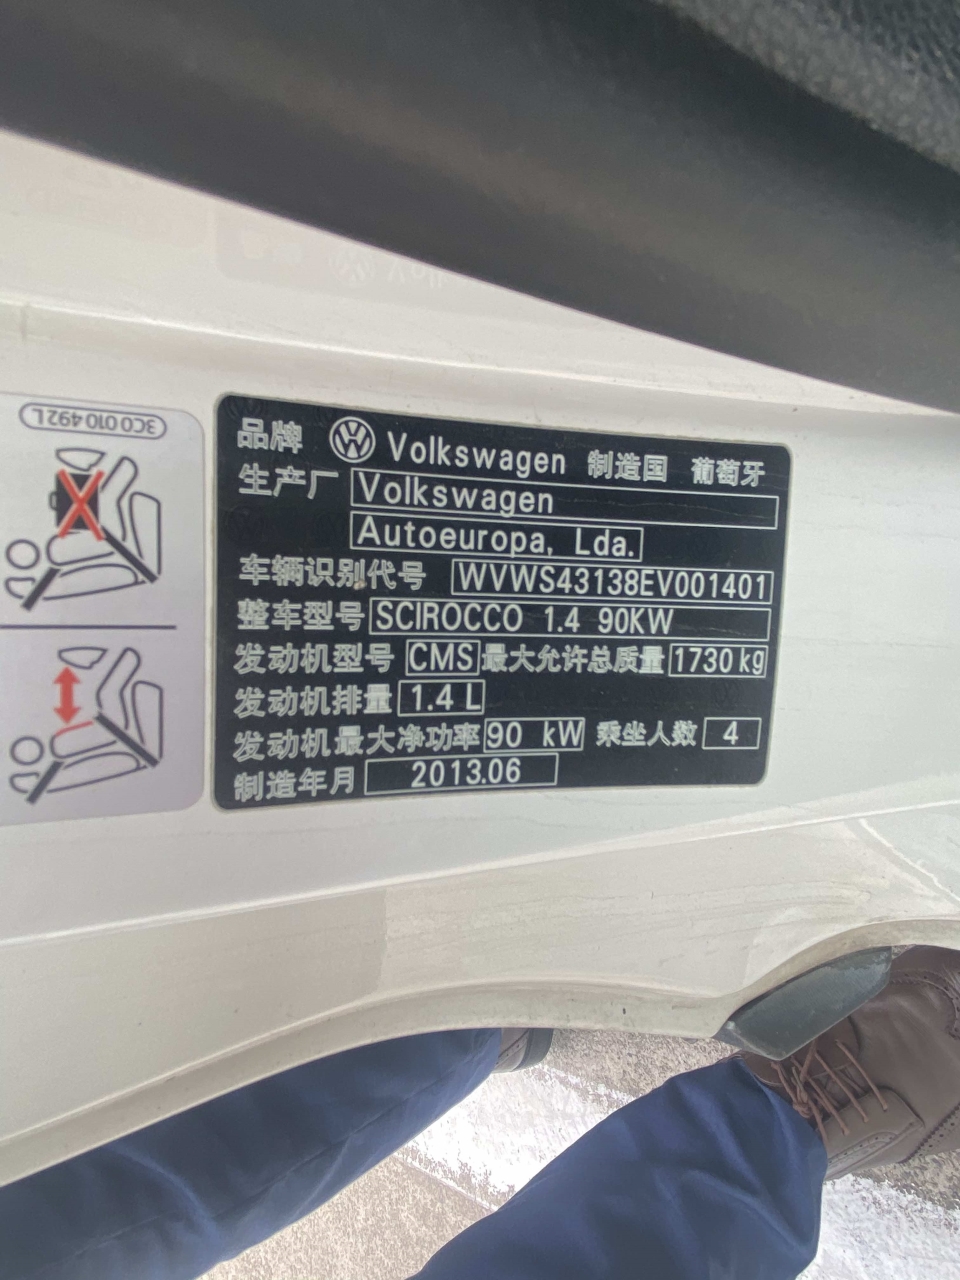 3C0 010 492 L
品牌 Volkswagen 制造国 葡萄牙
生产厂 Volkswagen
Autoeuropa, Lda.
车辆识别代号 WVWS43138EV001401
整车型号 SCIROCCO 1.4 90KW
发动机型号 CMS 最大允许总质量 1730 kg
发动机排量 1.4 L
发动机最大净功率 90 kW 乘坐人数 4
制造年月 2013.06